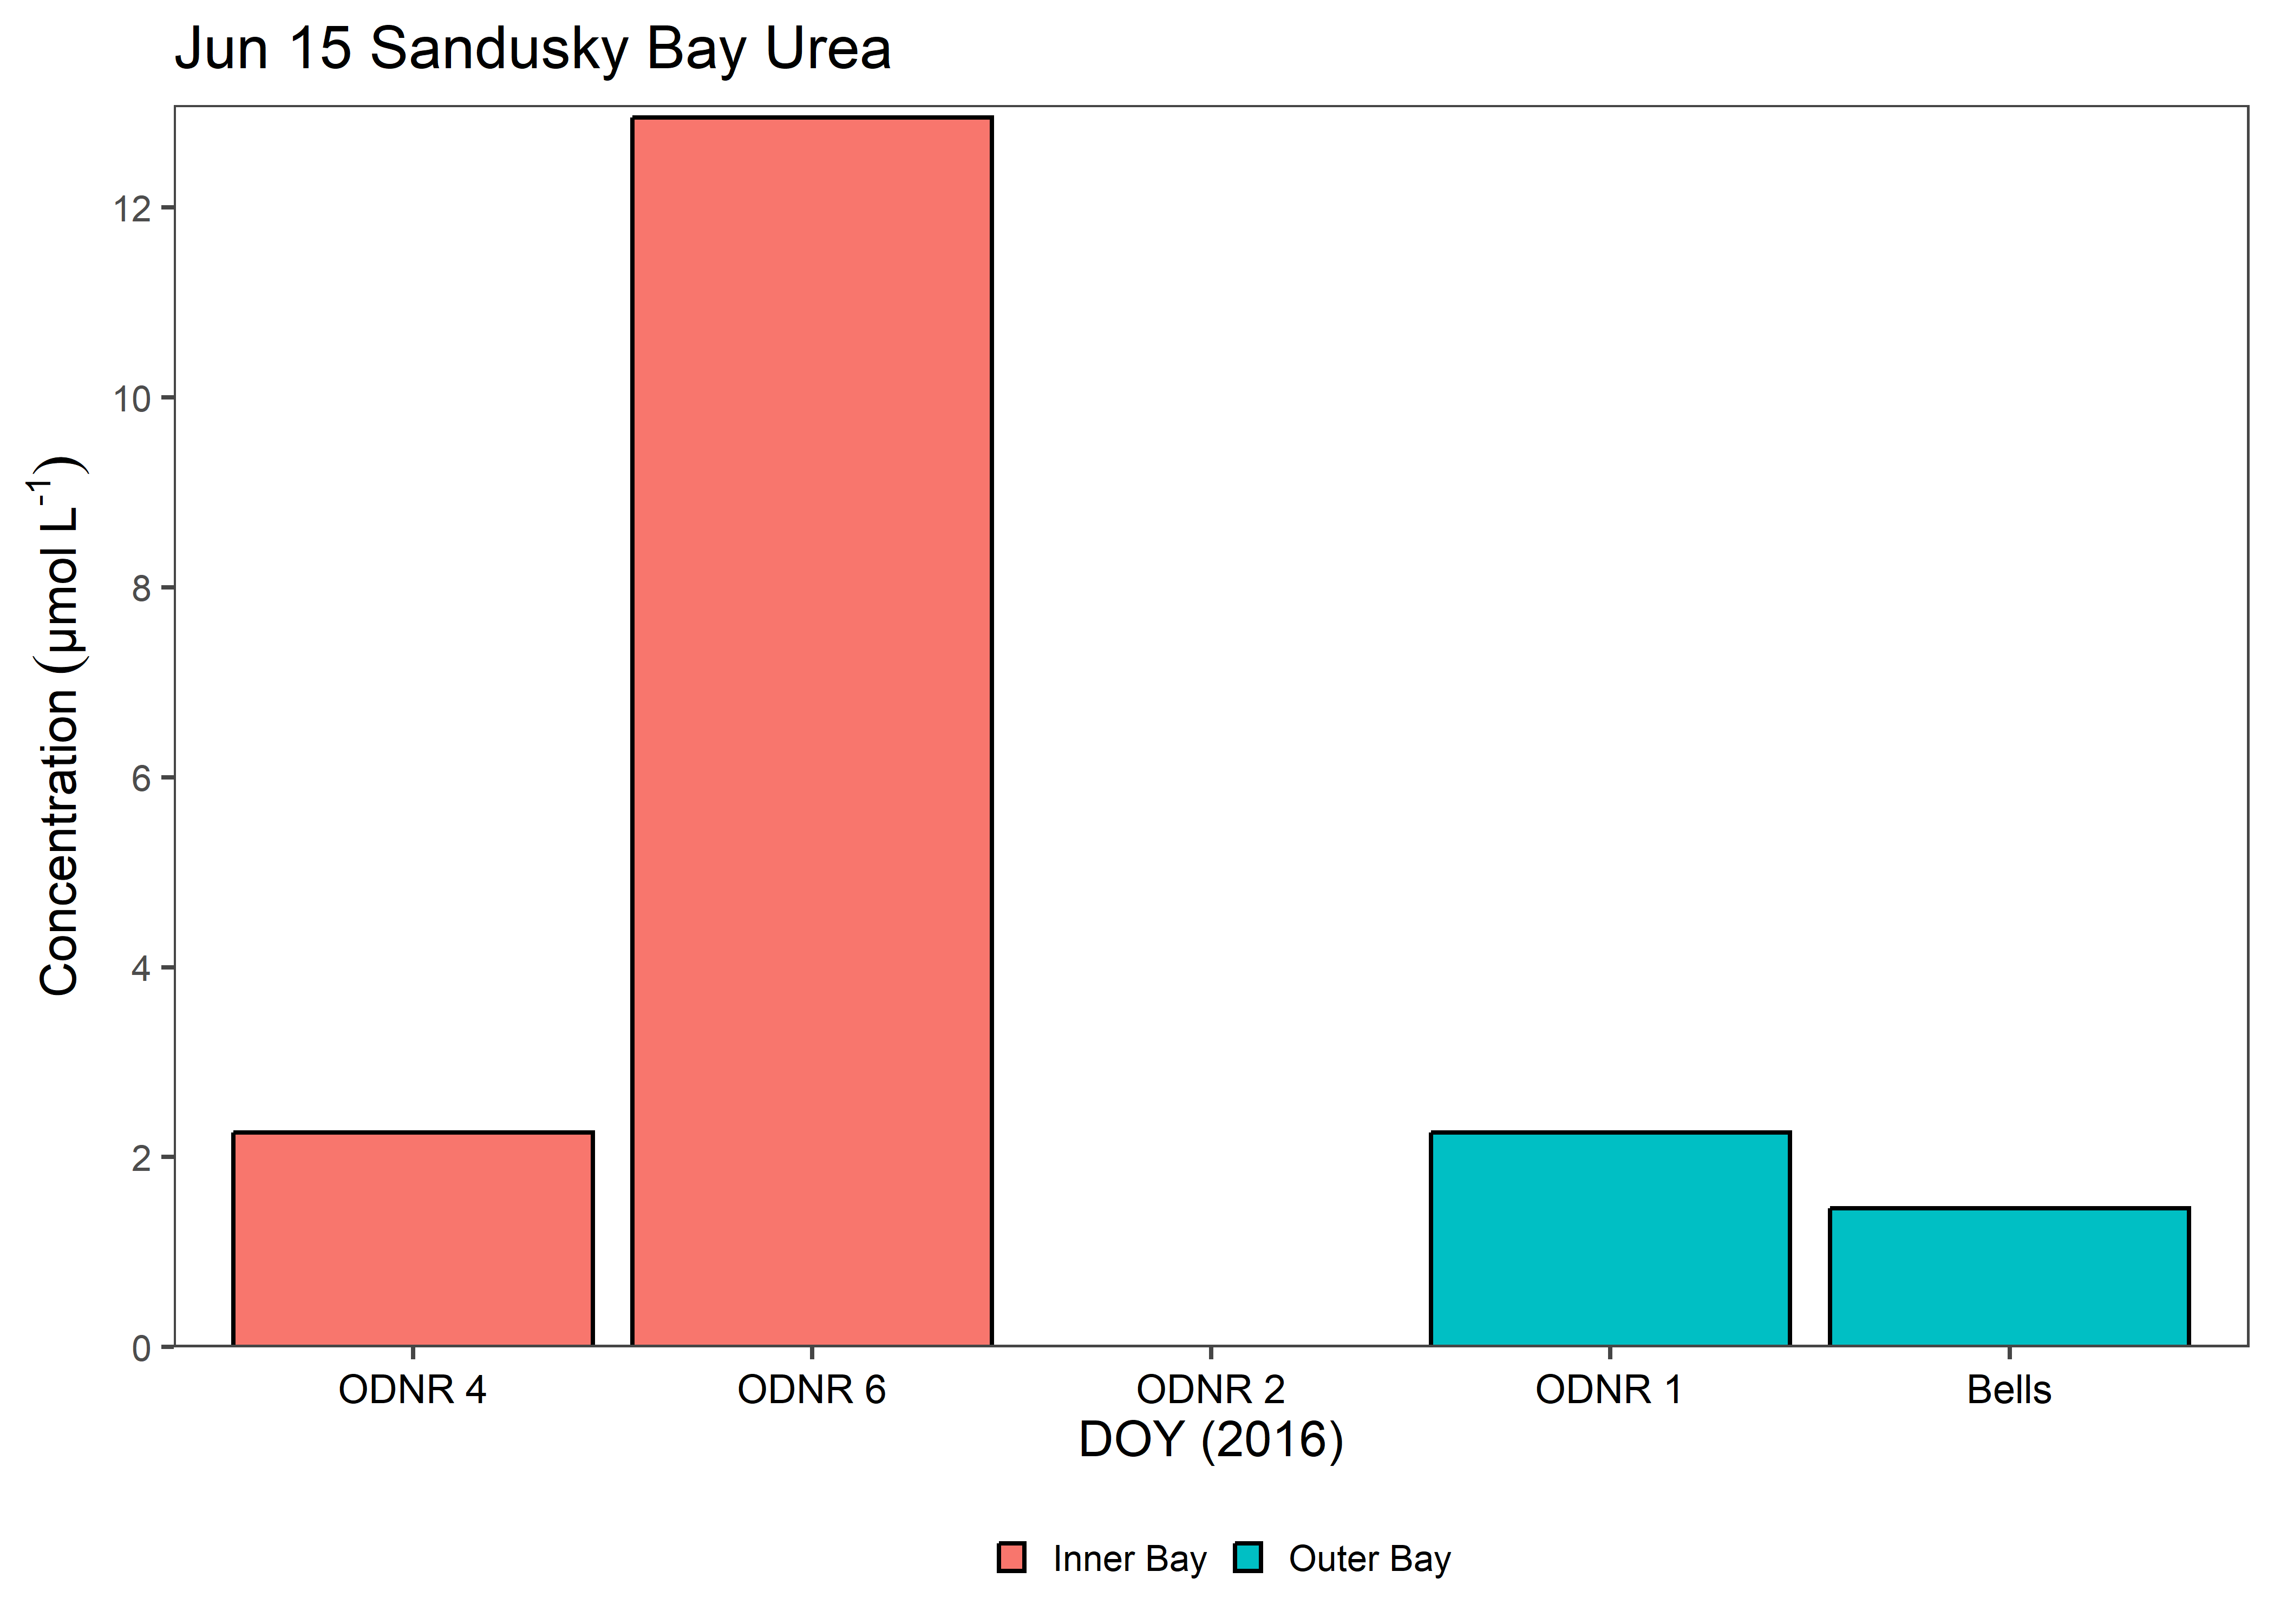 Jun 15 Sandusky Bay Urea
Concentration (µmol L⁻¹)
12
10
8
6
4
2
0
ODNR 4 ODNR 6 ODNR 2 ODNR 1 Bells
DOY (2016)
Inner Bay Outer Bay